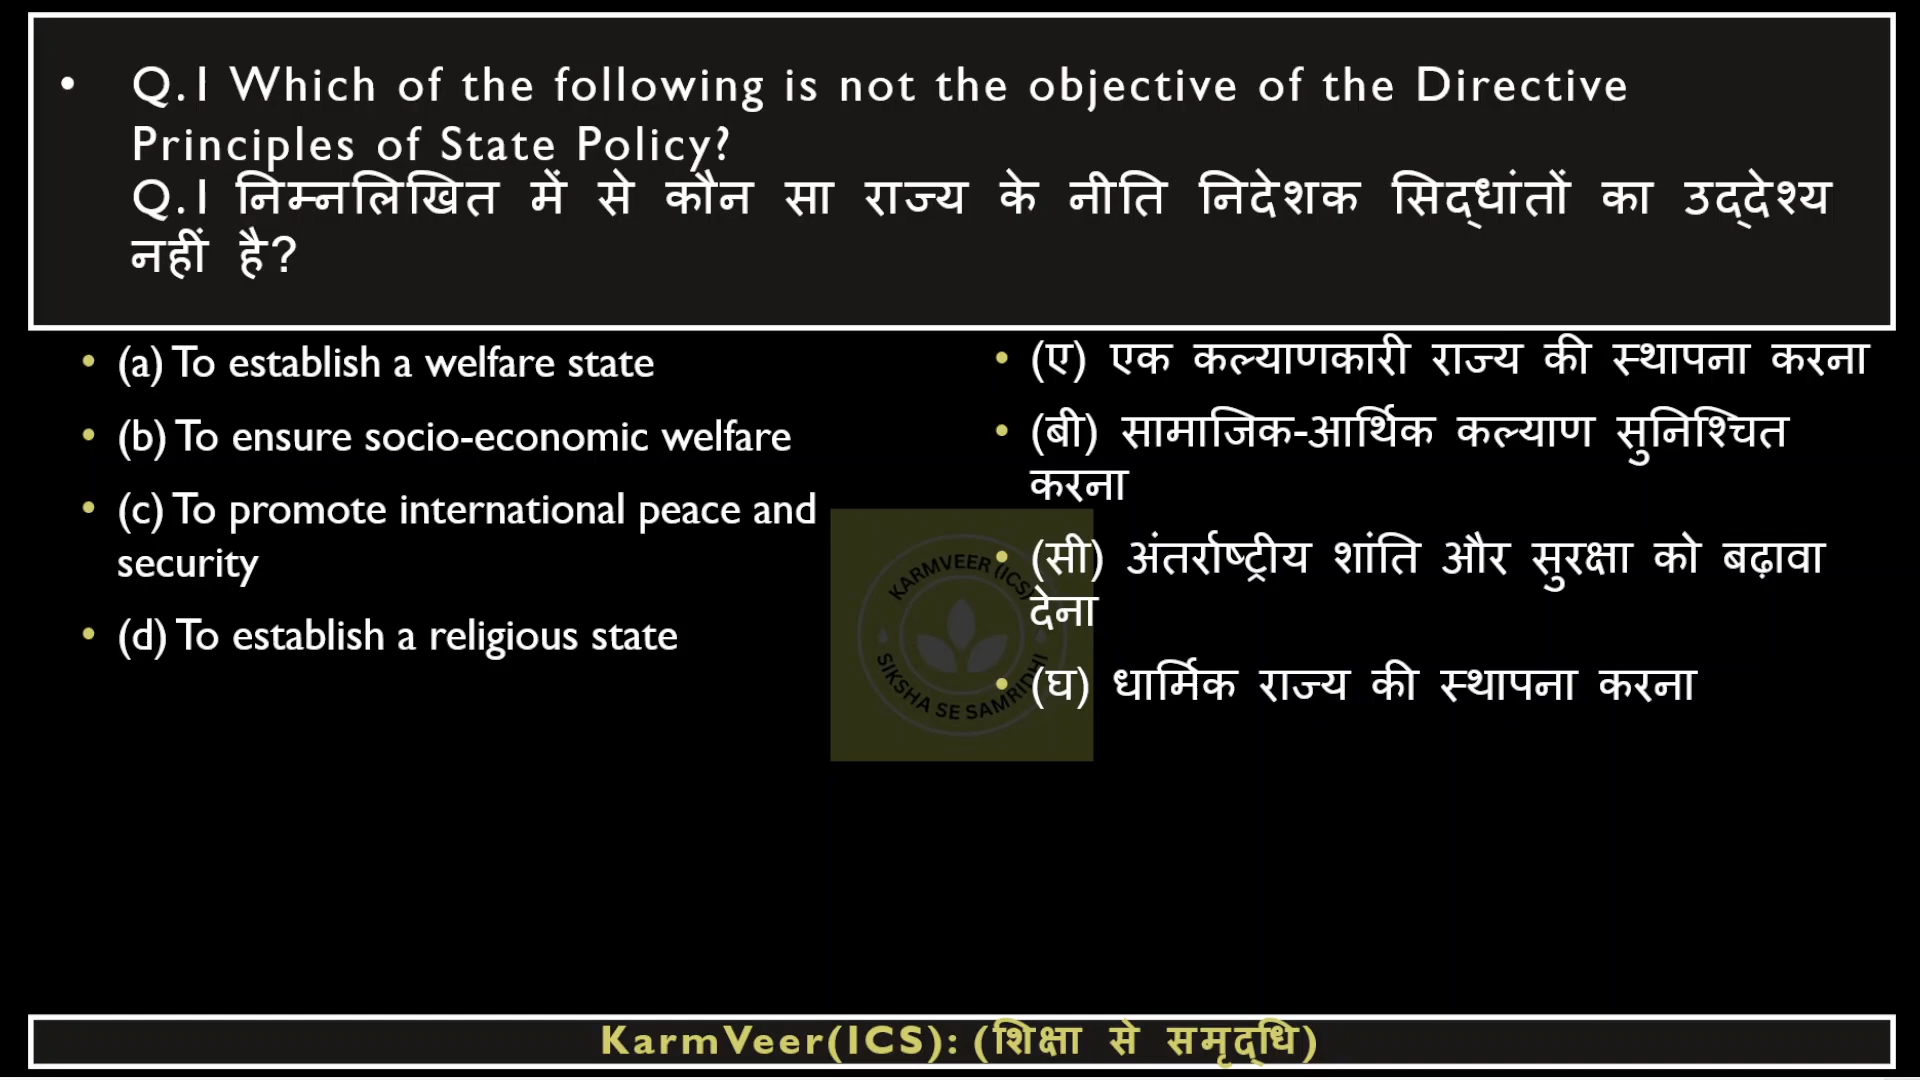 • Q.1 Which of the following is not the objective of the Directive
Principles of State Policy?
Q.1 निम्नलिखित में से कौन सा राज्य के नीति निदेशक सिद्धांतों का उद्देश्य
नहीं है?
• (a) To establish a welfare state
• (b) To ensure socio-economic welfare
• (c) To promote international peace and
security
• (d) To establish a religious state
• (ए) एक कल्याणकारी राज्य की स्थापना करना
• (बी) सामाजिक-आर्थिक कल्याण सुनिश्चित
करना
• (सी) अंतर्राष्ट्रीय शांति और सुरक्षा को बढ़ावा
देना
• (घ) धार्मिक राज्य की स्थापना करना
KARMVEER (ICS)
SIKSHA SE SAMRIDHI
KarmVeer(ICS): (शिक्षा से समृद्धि)